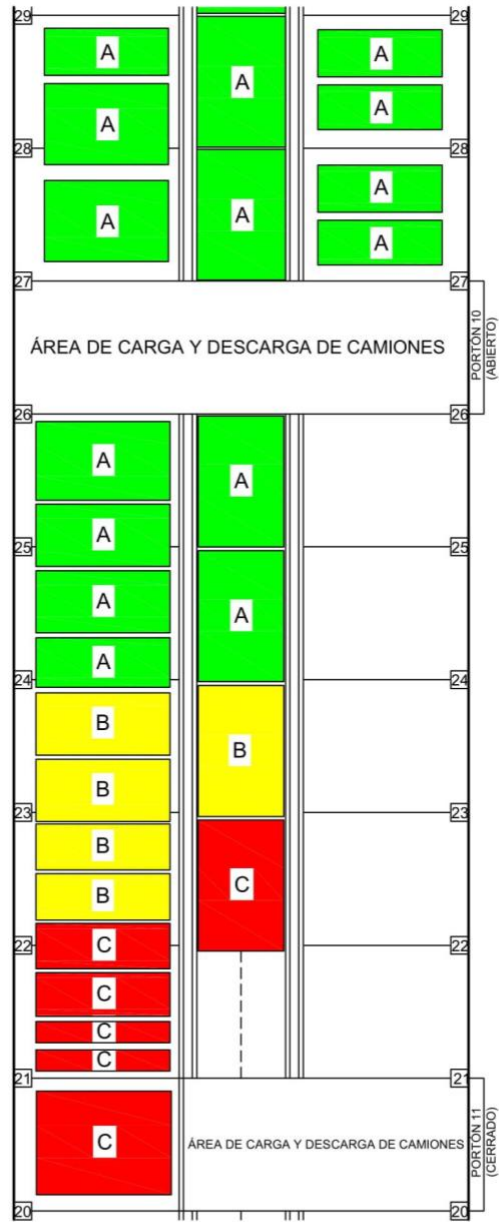 29
29
A
A
A
A
A
28
28
A
A
A
A
27
27
ÁREA DE CARGA Y DESCARGA DE CAMIONES
PORTÓN 10
(ABIERTO)
26
26
A
A
A
25
25
A
A
A
24
24
B
B
B
23
23
B
C
B
C
22
22
C
C
C
21
21
C
ÁREA DE CARGA Y DESCARGA DE CAMIONES
PORTÓN 11
(CERRADO)
20
20